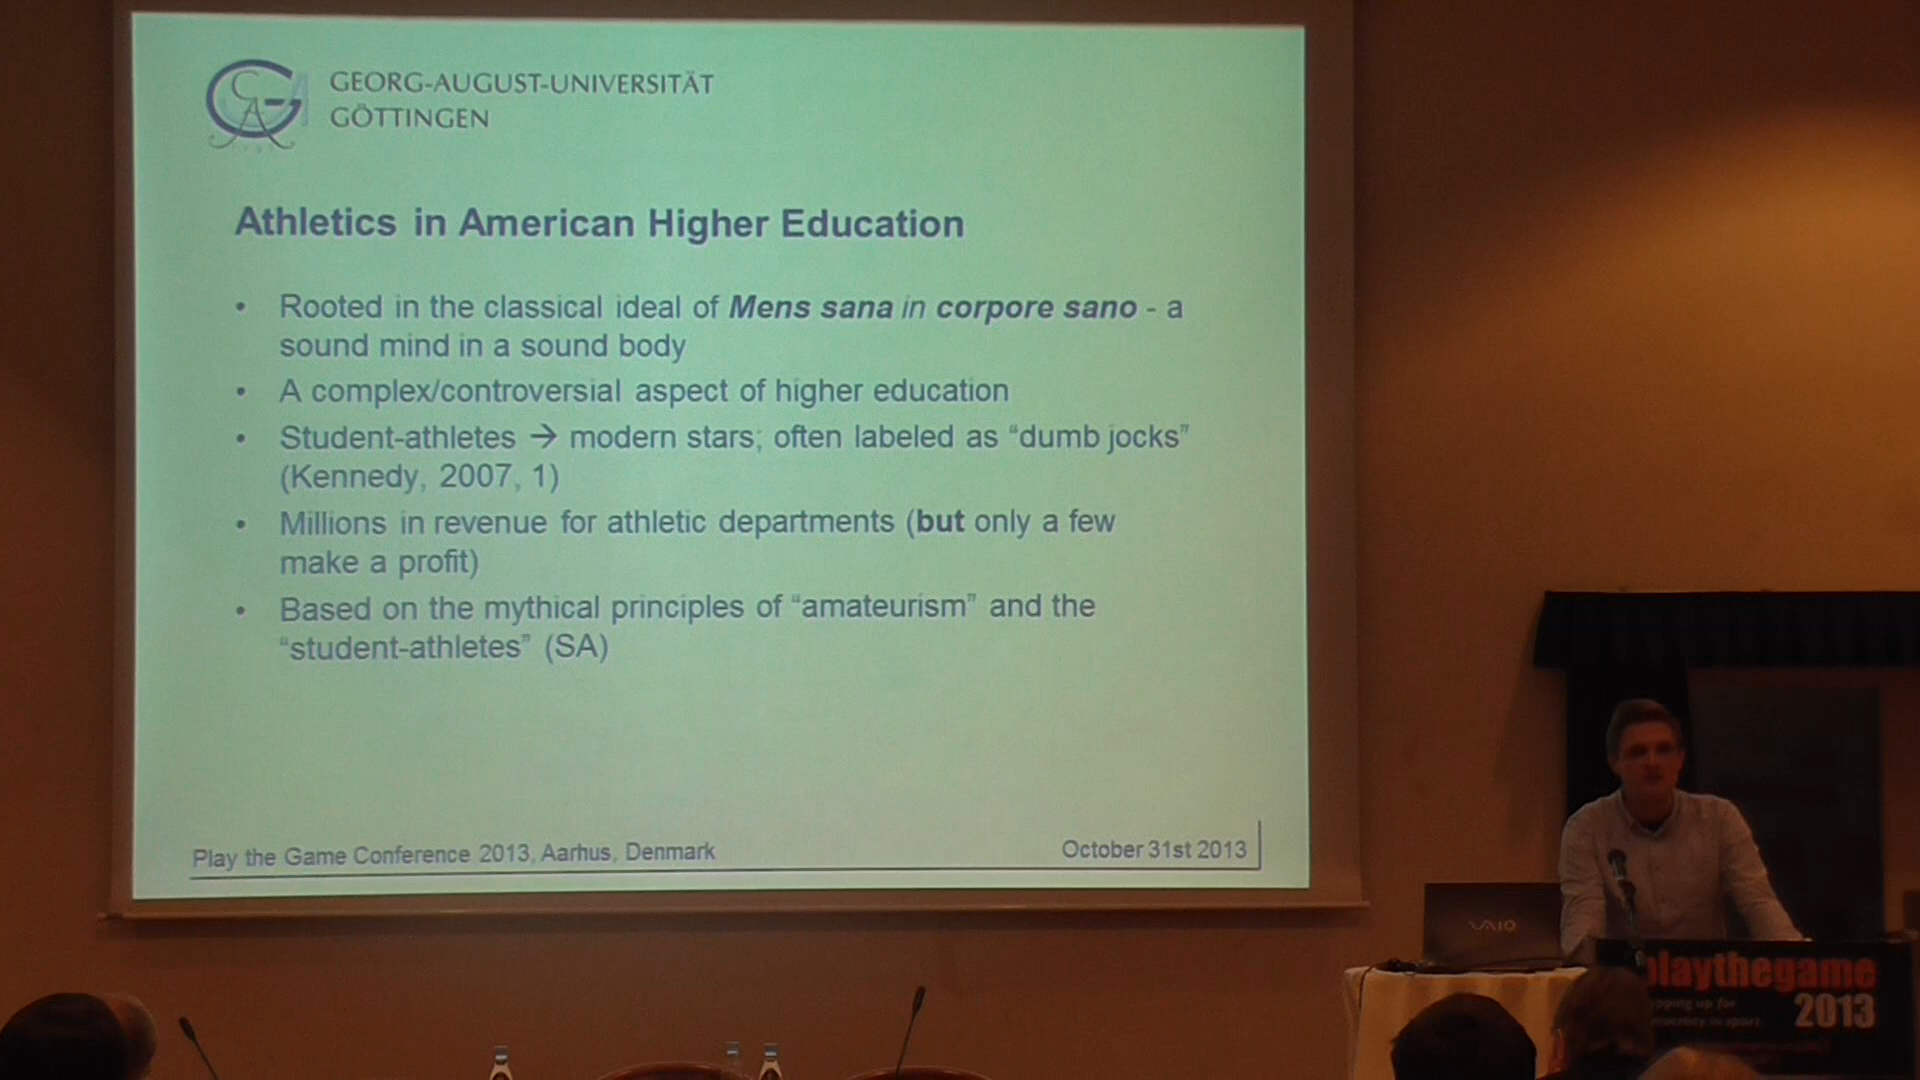 GEORG-AUGUST-UNIVERSITÄT
GÖTTINGEN
Athletics in American Higher Education
• Rooted in the classical ideal of Mens sana in corpore sano - a
sound mind in a sound body
• A complex/controversial aspect of higher education
• Student-athletes → modern stars; often labeled as “dumb jocks”
(Kennedy, 2007, 1)
• Millions in revenue for athletic departments (but only a few
make a profit)
• Based on the mythical principles of “amateurism” and the
“student-athletes” (SA)
Play the Game Conference 2013, Aarhus, Denmark
October 31st 2013
VAIO
playthegame
2013
up for
in sport